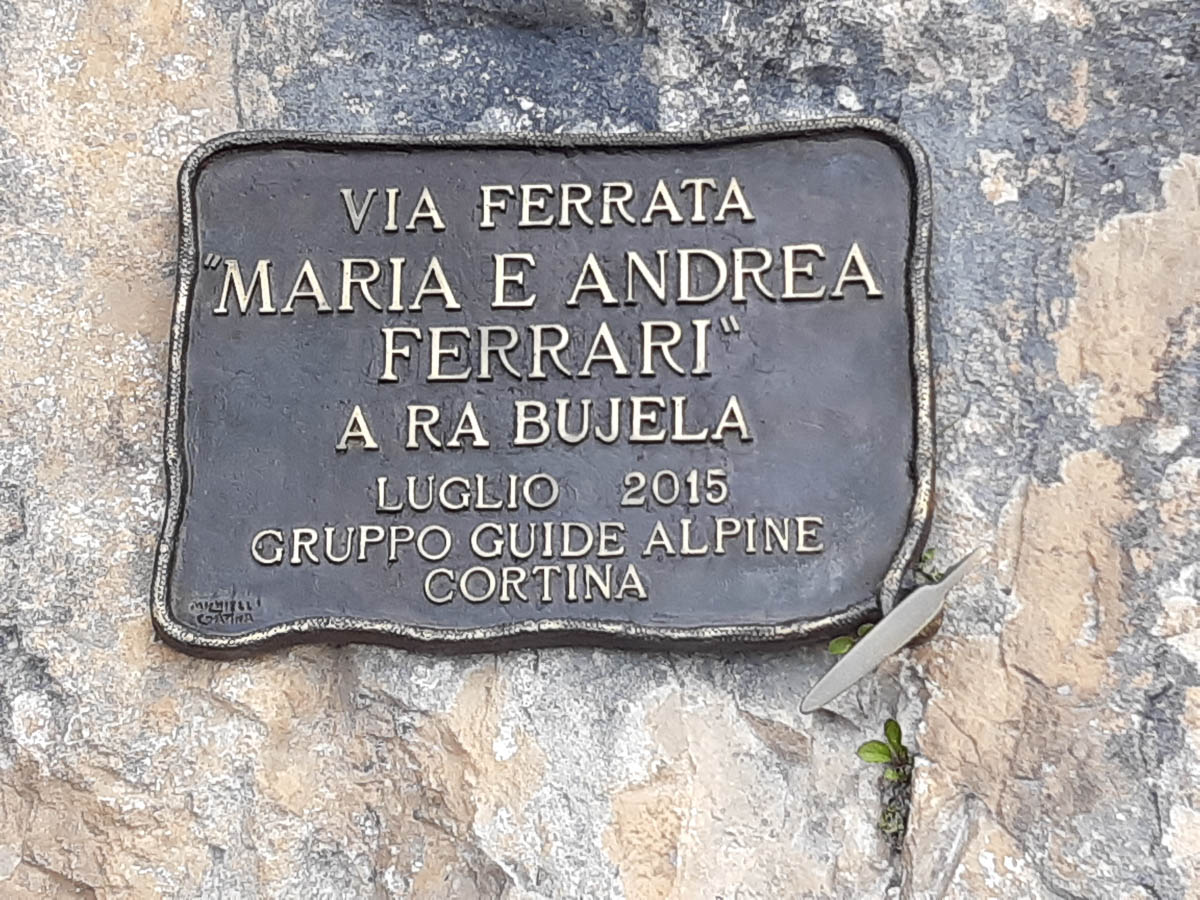 VIA FERRATA
"MARIA E ANDREA
FERRARI"
A RA BUJELA
LUGLIO 2015
GRUPPO GUIDE ALPINE
CORTINA